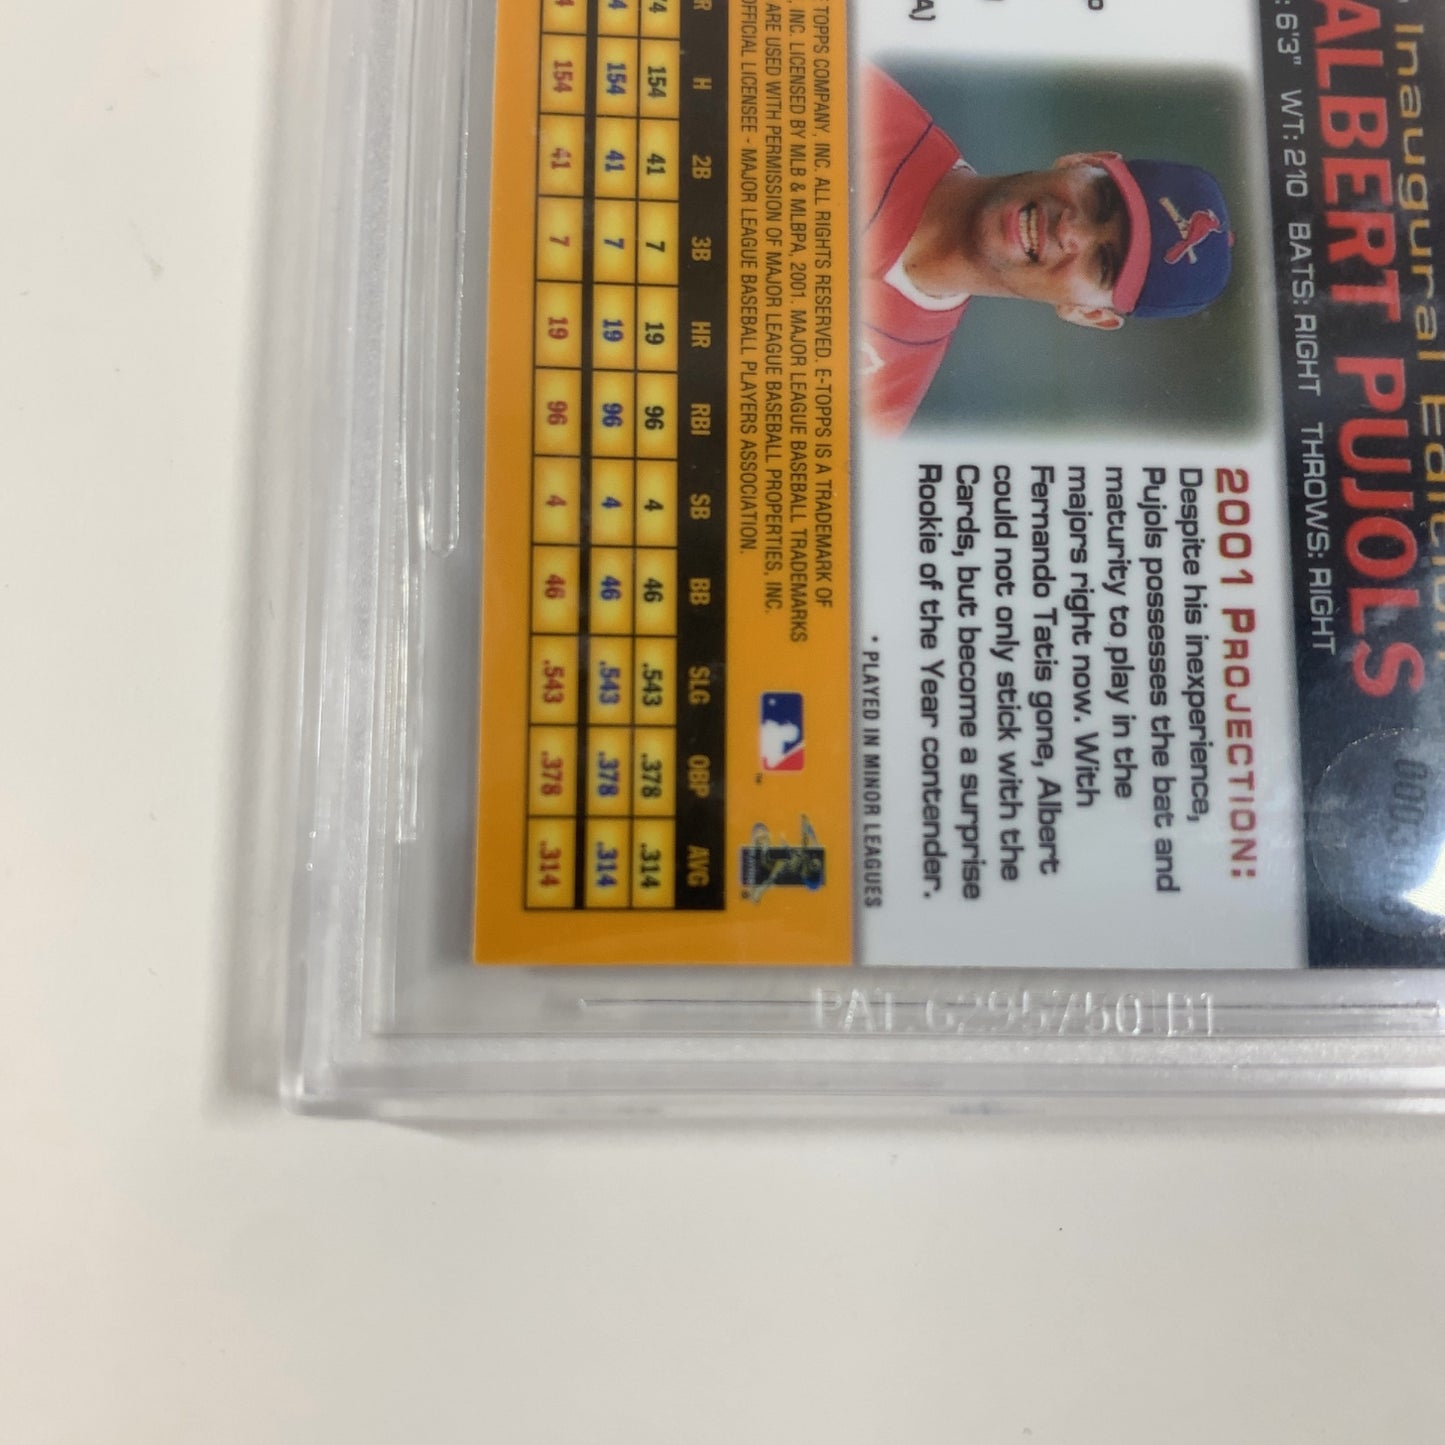 Inaugural Edition
ALBERT PUJOLS
: 6'3" WT: 210 BATS: RIGHT THROWS: RIGHT
2001 PROJECTION:
Despite his inexperience,
Pujols possesses the bat and
maturity to play in the
majors right now. With
Fernando Tatis gone, Albert
could not only stick with the
Cards, but become a surprise
Rookie of the Year contender.
* PLAYED IN MINOR LEAGUES
TOPPS COMPANY, INC. ALL RIGHTS RESERVED. E-TOPPS IS A TRADEMARK OF
, INC. LICENSED BY MLB & MLBPA, 2001. MAJOR LEAGUE BASEBALL TRADEMARKS
ARE USED WITH PERMISSION OF MAJOR LEAGUE BASEBALL PROPERTIES, INC.
OFFICIAL LICENSEE - MAJOR LEAGUE BASEBALL PLAYERS ASSOCIATION.
R H 2B 3B HR RBI SB BB SLG OBP AVG
74 154 41 7 19 96 4 46 .543 .378 .314
4 154 41 7 19 96 4 46 .543 .378 .314
4 154 41 7 19 96 4 46 .543 .378 .314